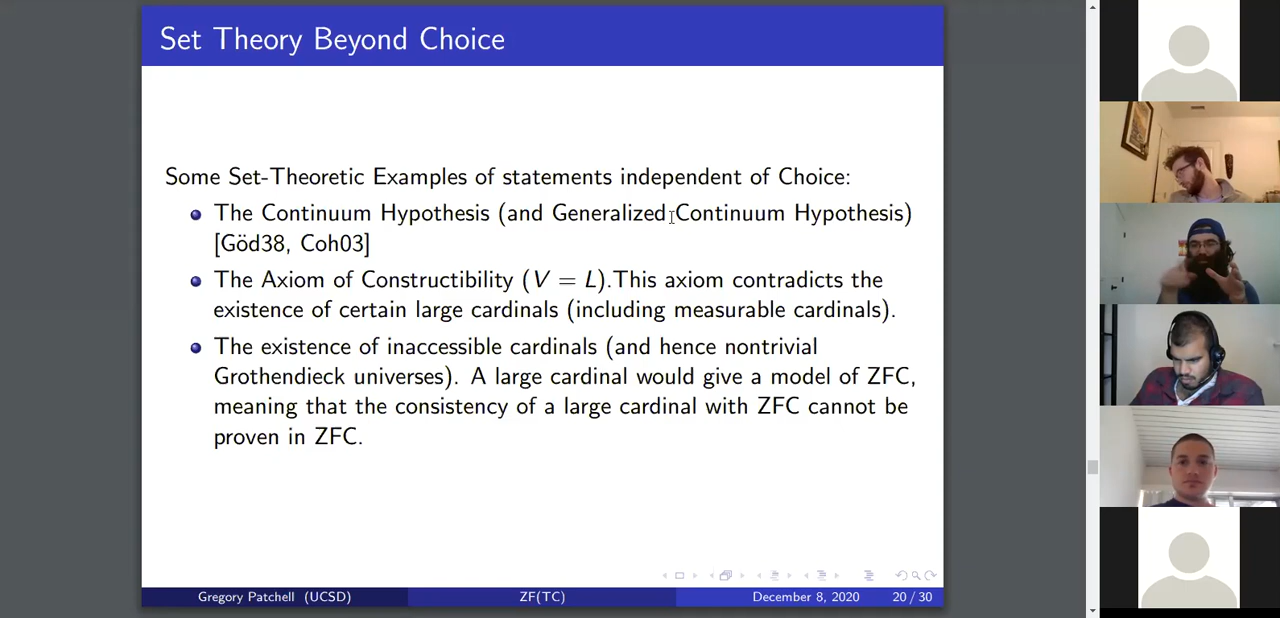 Set Theory Beyond Choice
Some Set-Theoretic Examples of statements independent of Choice:
The Continuum Hypothesis (and Generalized Continuum Hypothesis)
[Göd38, Coh03]
The Axiom of Constructibility (V = L).This axiom contradicts the
existence of certain large cardinals (including measurable cardinals).
The existence of inaccessible cardinals (and hence nontrivial
Grothendieck universes). A large cardinal would give a model of ZFC,
meaning that the consistency of a large cardinal with ZFC cannot be
proven in ZFC.
Gregory Patchell (UCSD) ZF(TC) December 8, 2020 20 / 30